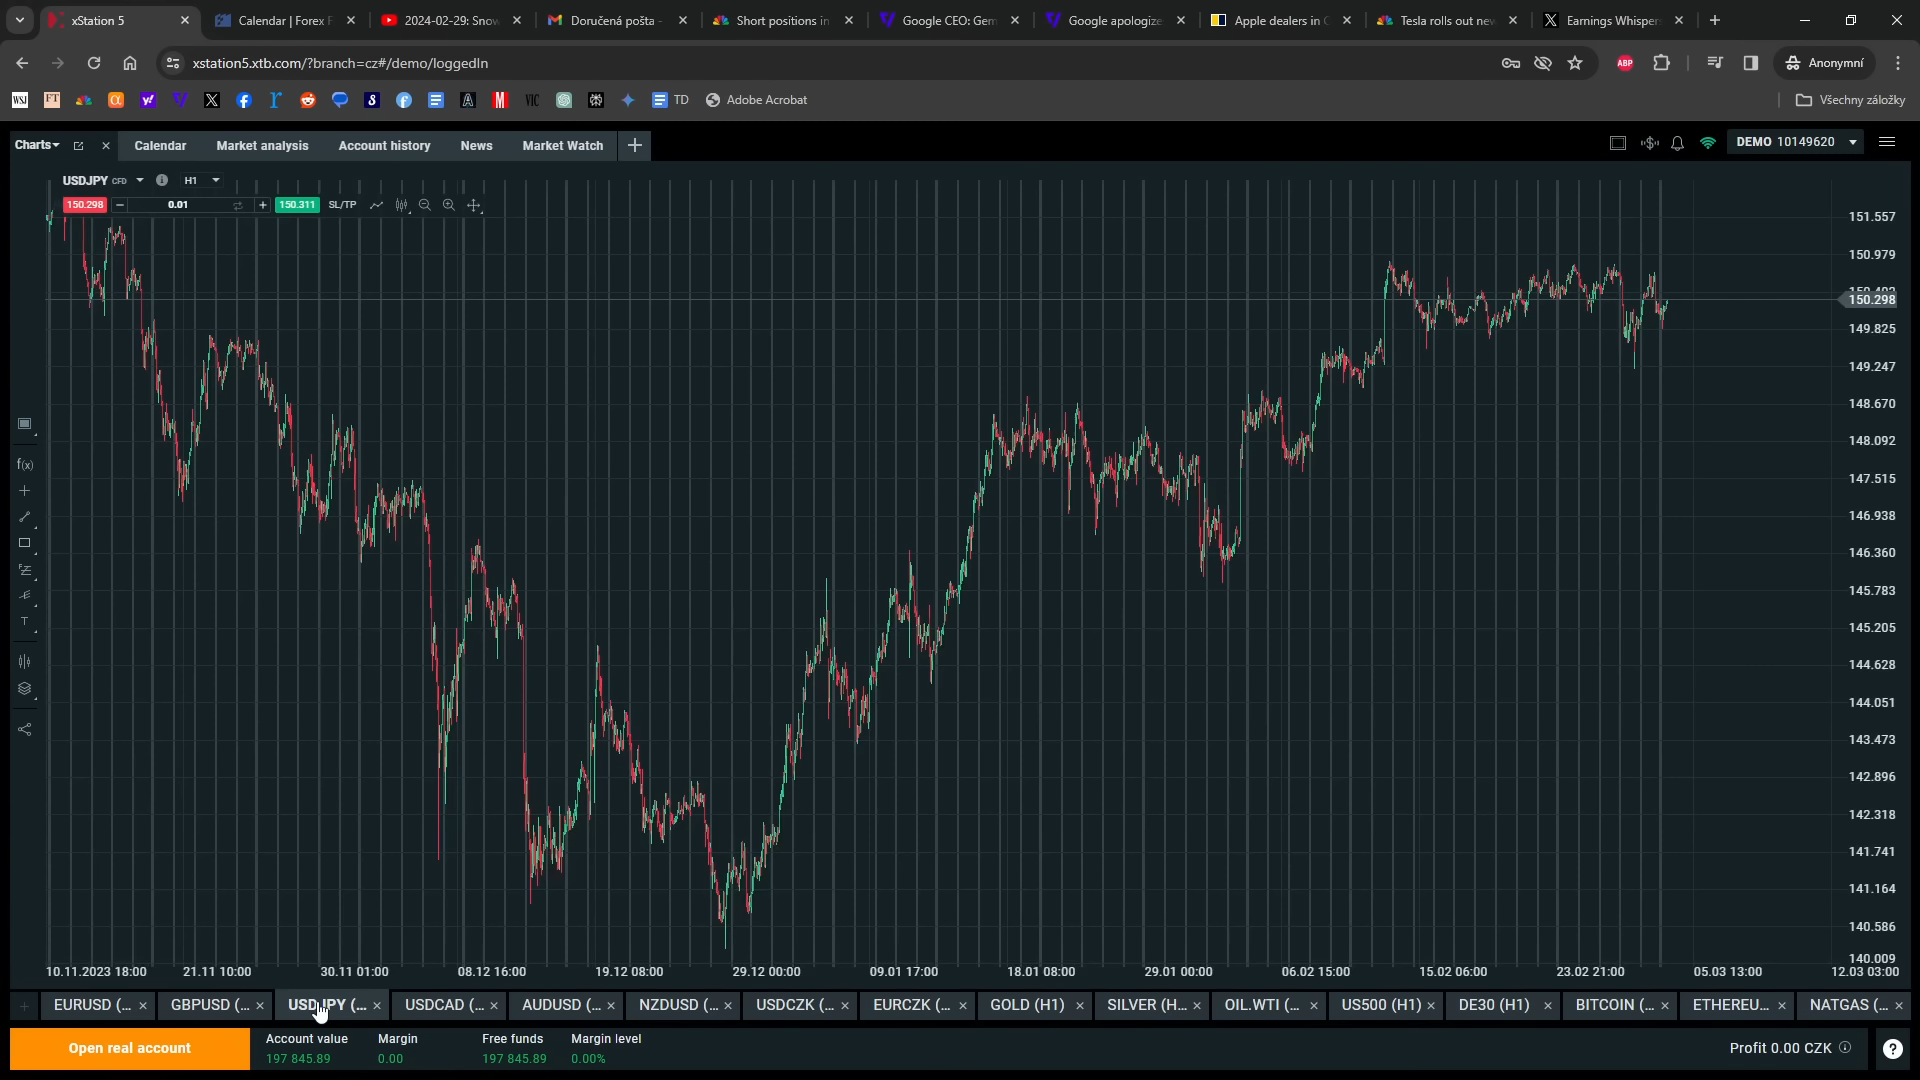 xStation 5
Calendar | Forex F
2024-02-29: Snow
Doručená pošta -
Short positions in
Google CEO: Gem
Google apologize
Apple dealers in C
Tesla rolls out new
Earnings Whisper
xstation5.xtb.com/?branch=cz#/demo/loggedIn
ABP
Anonymní
WSJ
FT
TD
Adobe Acrobat
Všechny záložky
Charts
Calendar
Market analysis
Account history
News
Market Watch
DEMO 10149620
USDJPY CFD
H1
150.298
0.01
150.311
SL/TP
151.557
150.979
150.298
149.825
149.247
148.670
148.092
147.515
146.938
146.360
145.783
145.205
144.628
144.051
143.473
142.896
142.318
141.741
141.164
140.586
140.009
f(x)
T
10.11.2023 18:00
21.11 10:00
30.11 01:00
08.12 16:00
19.12 08:00
29.12 00:00
09.01 17:00
18.01 08:00
29.01 00:00
06.02 15:00
15.02 06:00
23.02 21:00
05.03 13:00
12.03 03:00
EURUSD (...
GBPUSD (...
USDJPY (...
USDCAD (...
AUDUSD (...
NZDUSD (...
USDCZK (...
EURCZK (...
GOLD (H1)
SILVER (H...
OIL.WTI (...
US500 (H1)
DE30 (H1)
BITCOIN (...
ETHEREU...
NATGAS (...
Open real account
Account value
197 845.89
Margin
0.00
Free funds
197 845.89
Margin level
0.00%
Profit 0.00 CZK
?